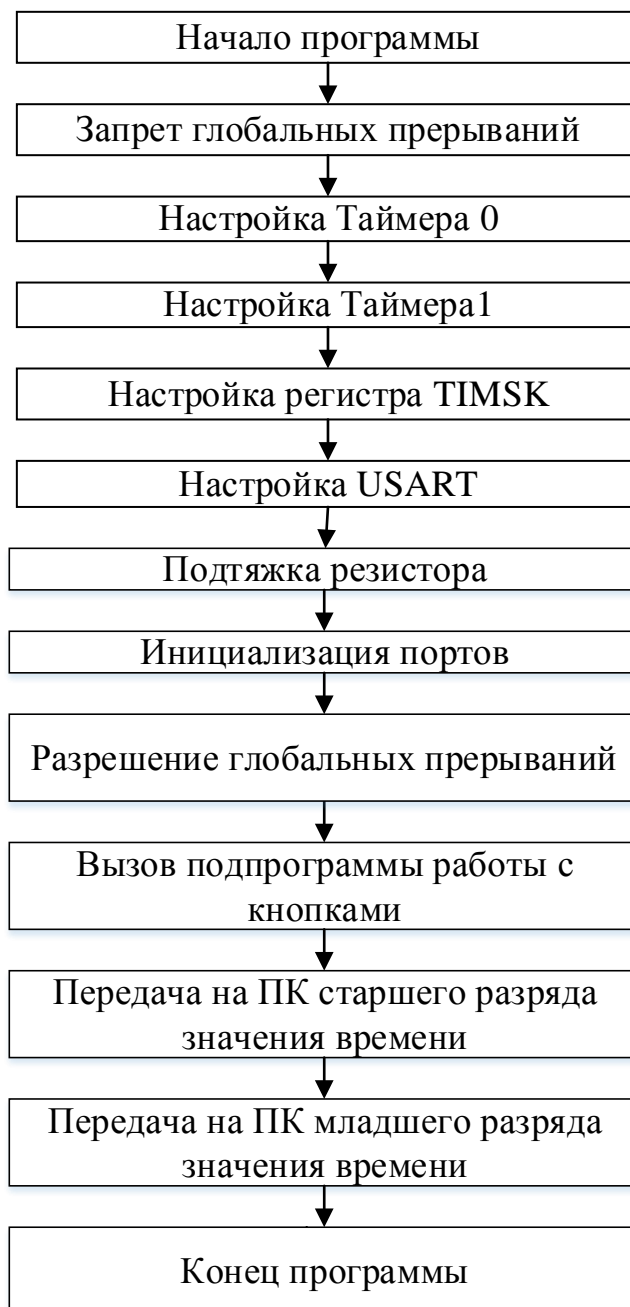 Начало программы
Запрет глобальных прерываний
Настройка Таймера 0
Настройка Таймера1
Настройка регистра TIMSK
Настройка USART
Подтяжка резистора
Инициализация портов
Разрешение глобальных прерываний
Вызов подпрограммы работы с
кнопками
Передача на ПК старшего разряда
значения времени
Передача на ПК младшего разряда
значения времени
Конец программы